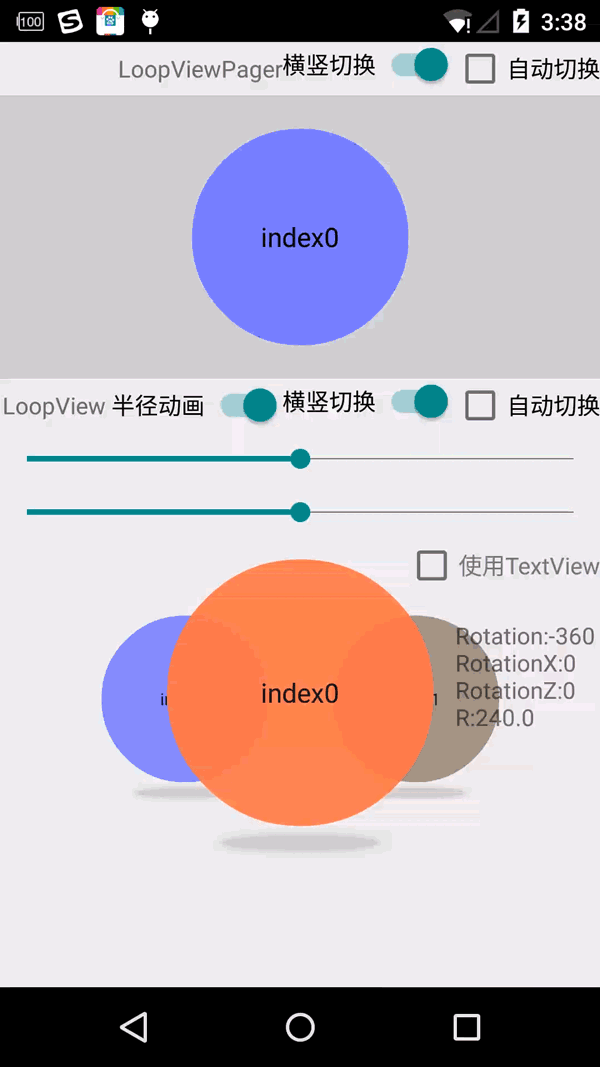 100 3:38
LoopViewPager 横竖切换 自动切换
index0
LoopView 半径动画 横竖切换 自动切换
使用TextView
Rotation:-360
RotationX:0
RotationZ:0
R:240.0
index0